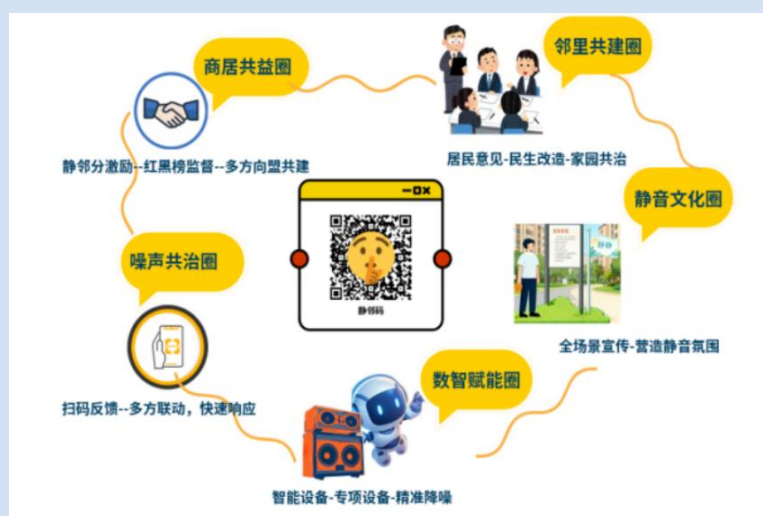 商居共益圈
邻里共建圈
静邻分激励--红黑榜监督--多方向盟共建
居民意见-民生改造-家园共治
静音文化圈
噪声共治圈
静邻码
全场景宣传-营造静音氛围
数智赋能圈
扫码反馈--多方联动，快速响应
智能设备-专项设备-精准降噪